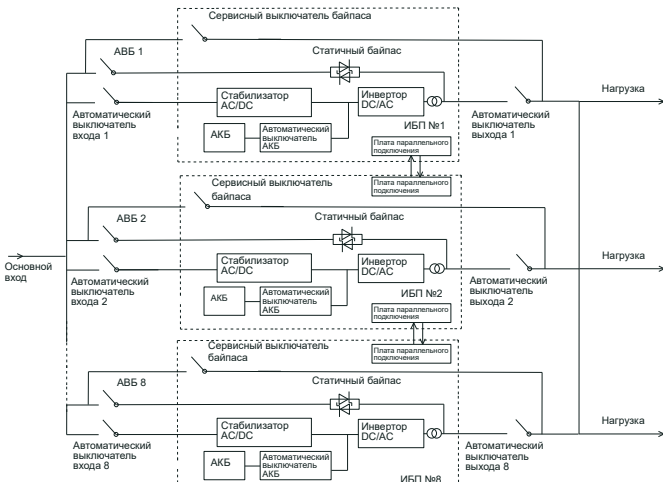 Сервисный выключатель байпаса
АВБ 1
Статичный байпас
Нагрузка
Стабилизатор
AC/DC
Инвертор
DC/AC
Автоматический
выключатель
входа 1
АКБ
Автоматический
выключатель
АКБ
ИБП №1
Автоматический
выключатель
выхода 1
Плата параллельного
подключения
Плата параллельного
подключения
Сервисный выключатель
байпаса
АВБ 2
Статичный байпас
Нагрузка
Основной
вход
Стабилизатор
AC/DC
Инвертор
DC/AC
Автоматический
выключатель
входа 2
АКБ
Автоматический
выключатель
АКБ
ИБП №2
Автоматический
выключатель
выхода 2
Плата параллельного
подключения
Плата параллельного
подключения
Сервисный выключатель
байпаса
АВБ 8
Статичный байпас
Нагрузка
Стабилизатор
AC/DC
Инвертор
DC/AC
Автоматический
выключатель
входа 8
АКБ
Автоматический
выключатель
АКБ
ИБП №8
Автоматический
выключатель
выхода 8